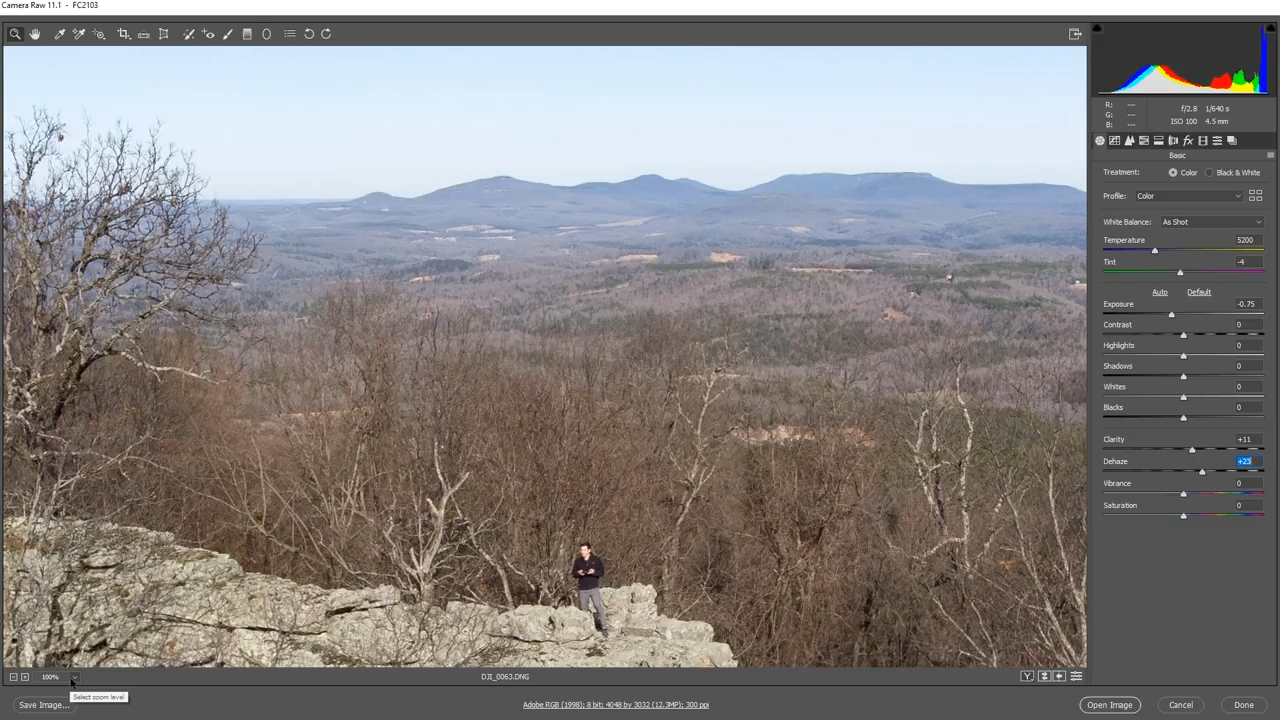 Camera Raw 11.1 - FC2103
R: ---
G: ---
B: ---
f/2.8 1/640 s
ISO 100 4.5 mm
fx
Basic
Treatment: Color Black & White
Profile: Color
White Balance: As Shot
Temperature 5200
Tint -4
Auto Default
Exposure -0.75
Contrast 0
Highlights 0
Shadows 0
Whites 0
Blacks 0
Clarity +11
Dehaze +23
Vibrance 0
Saturation 0
100% DJI_0063. DNG Y
Select zoom level
Save Image... Adobe RGB (1998); 8 bit; 4048 by 3032 (12.3MP); 300 ppi Open Image Cancel Done